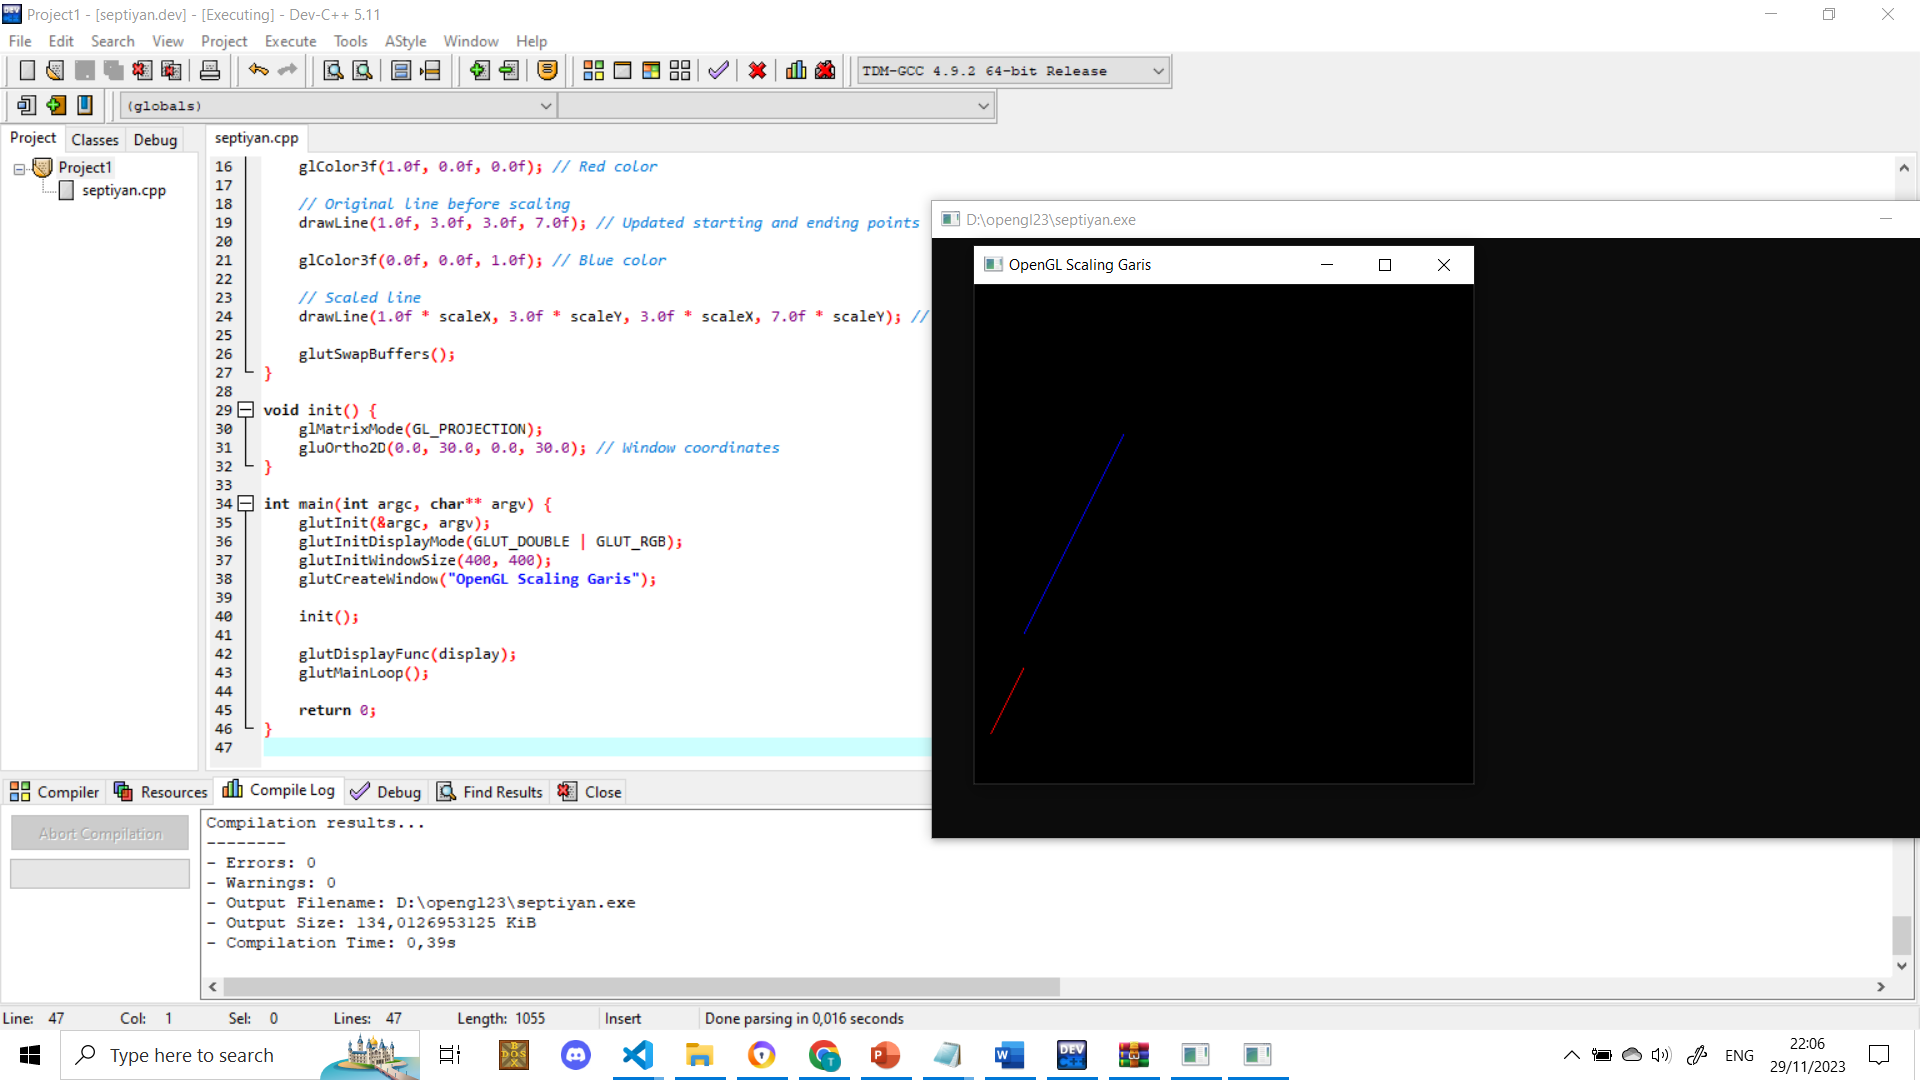 Project1 - [septiyan.dev] - [Executing] - Dev-C++ 5.11
File Edit Search View Project Execute Tools AStyle Window Help
TDM-GCC 4.9.2 64-bit Release
(globals)
Project Classes Debug
septiyan.cpp
Project1
septiyan.cpp
16 glColor3f(1.0f, 0.0f, 0.0f); // Red color
17
18 // Original line before scaling
19 drawLine(1.0f, 3.0f, 3.0f, 7.0f); // Updated starting and ending points
20
21 glColor3f(0.0f, 0.0f, 1.0f); // Blue color
22
23 // Scaled line
24 drawLine(1.0f * scaleX, 3.0f * scaleY, 3.0f * scaleX, 7.0f * scaleY); //
25
26 glutSwapBuffers();
27 }
28
29 void init() {
30 glMatrixMode(GL_PROJECTION);
31 gluOrtho2D(0.0, 30.0, 0.0, 30.0); // Window coordinates
32 }
33
34 int main(int argc, char** argv) {
35 glutInit(&argc, argv);
36 glutInitDisplayMode(GLUT_DOUBLE | GLUT_RGB);
37 glutInitWindowSize(400, 400);
38 glutCreateWindow("OpenGL Scaling Garis");
39
40 init();
41
42 glutDisplayFunc(display);
43 glutMainLoop();
44
45 return 0;
46 }
47
D:\opengl23\septiyan.exe
OpenGL Scaling Garis
Compiler Resources Compile Log Debug Find Results Close
Abort Compilation
Compilation results...
--------
- Errors: 0
- Warnings: 0
- Output Filename: D:\opengl23\septiyan.exe
- Output Size: 134,0126953125 KiB
- Compilation Time: 0,39s
Line: 47 Col: 1 Sel: 0 Lines: 47 Length: 1055 Insert Done parsing in 0,016 seconds
Type here to search
ENG
22:06
29/11/2023